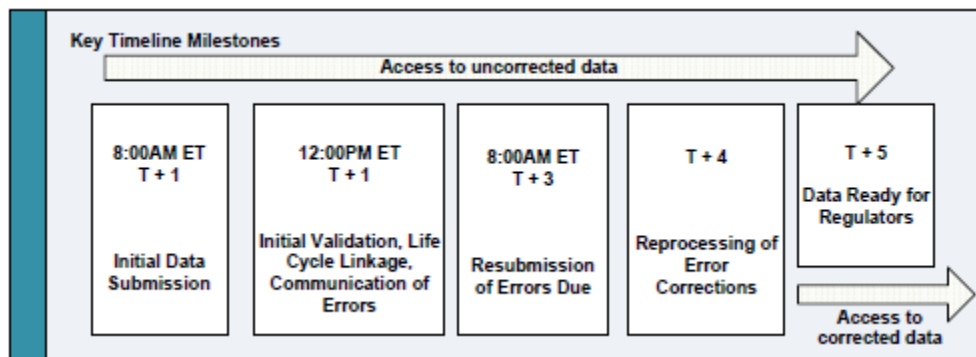 Key Timeline Milestones
Access to uncorrected data
8:00AM ET
T + 1
Initial Data
Submission
12:00PM ET
T + 1
Initial Validation, Life
Cycle Linkage,
Communication of
Errors
8:00AM ET
T + 3
Resubmission
of Errors Due
T + 4
Reprocessing of
Error
Corrections
T + 5
Data Ready for
Regulators
Access to
corrected data